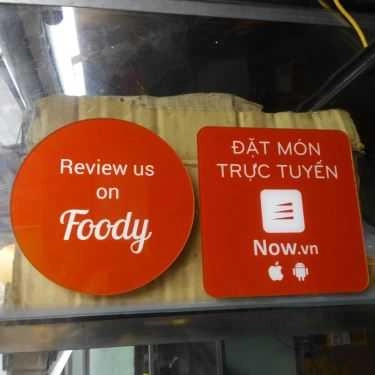 Review us
on
Foody
ĐẶT MÓN
TRỰC TUYẾN
Now.vn